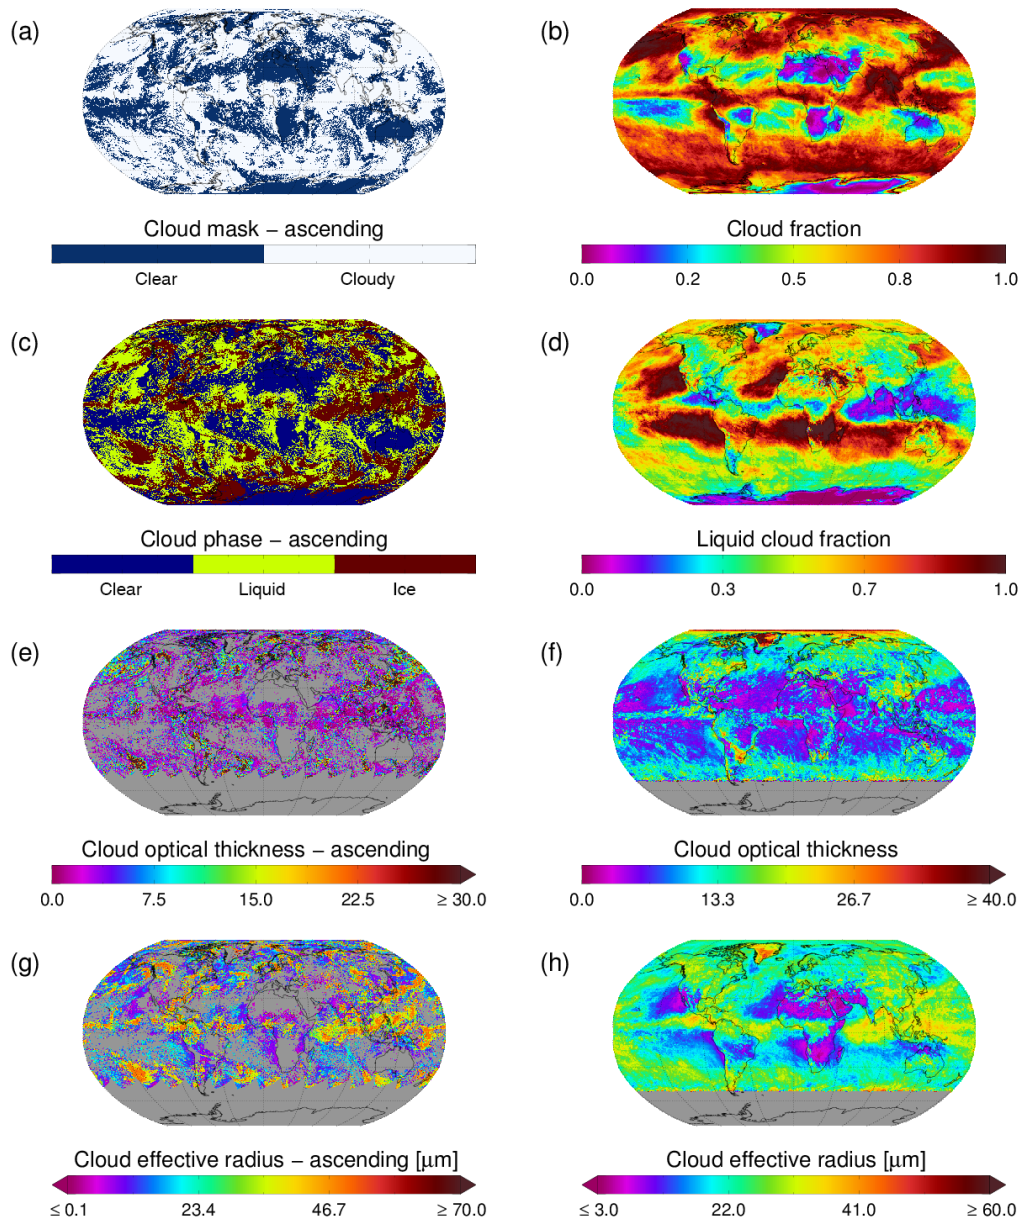 (a)
(b)
Cloud mask – ascending
Clear Cloudy
Cloud fraction
0.0 0.2 0.5 0.8 1.0
(c)
(d)
Cloud phase – ascending
Clear Liquid Ice
Liquid cloud fraction
0.0 0.3 0.7 1.0
(e)
(f)
Cloud optical thickness – ascending
0.0 7.5 15.0 22.5 ≥ 30.0
Cloud optical thickness
0.0 13.3 26.7 ≥ 40.0
(g)
(h)
Cloud effective radius – ascending [μm]
≤ 0.1 23.4 46.7 ≥ 70.0
Cloud effective radius [μm]
≤ 3.0 22.0 41.0 ≥ 60.0